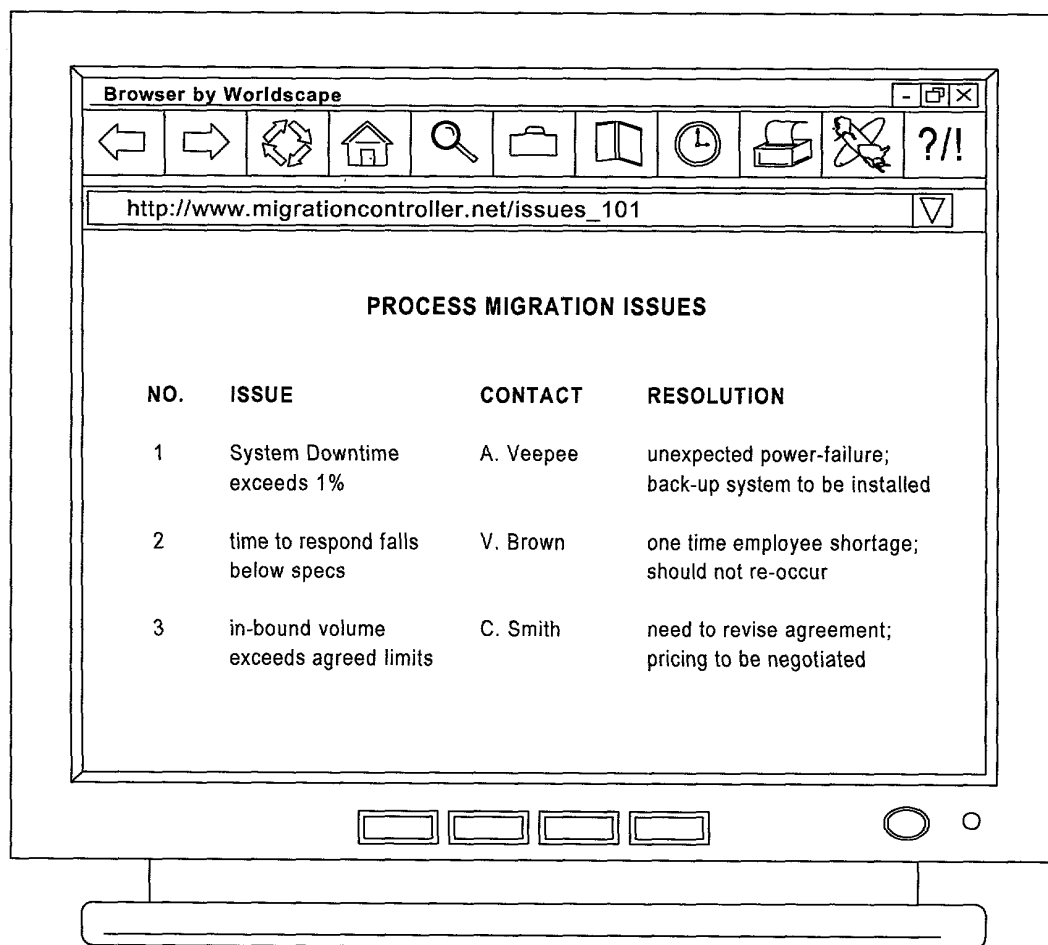 Browser by Worldscape
?/!
http://www.migrationcontroller.net/issues_101
PROCESS MIGRATION ISSUES
NO. ISSUE CONTACT RESOLUTION
1 System Downtime A. Veepee unexpected power-failure;
exceeds 1% back-up system to be installed
2 time to respond falls V. Brown one time employee shortage;
below specs should not re-occur
3 in-bound volume C. Smith need to revise agreement;
exceeds agreed limits pricing to be negotiated